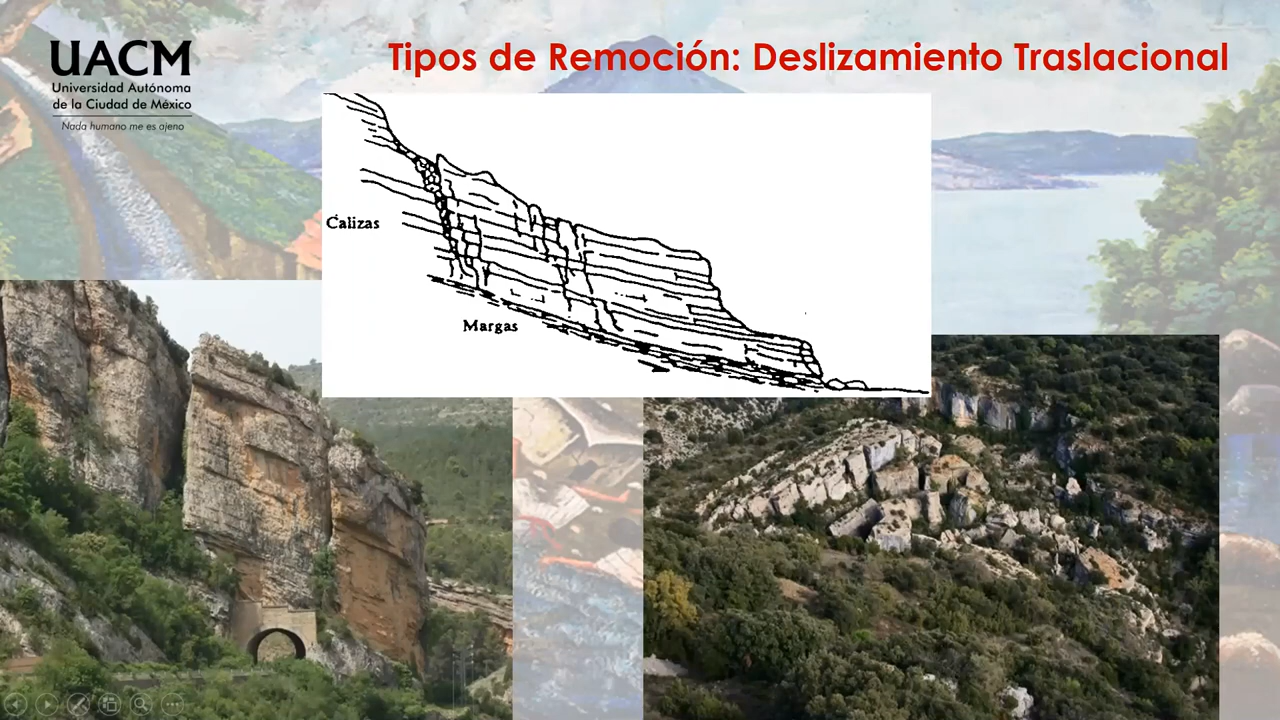 UACM
Universidad Autónoma
de la Ciudad de México
Nada humano me es ajeno
Tipos de Remoción: Deslizamiento Traslacional
Calizas
Margas